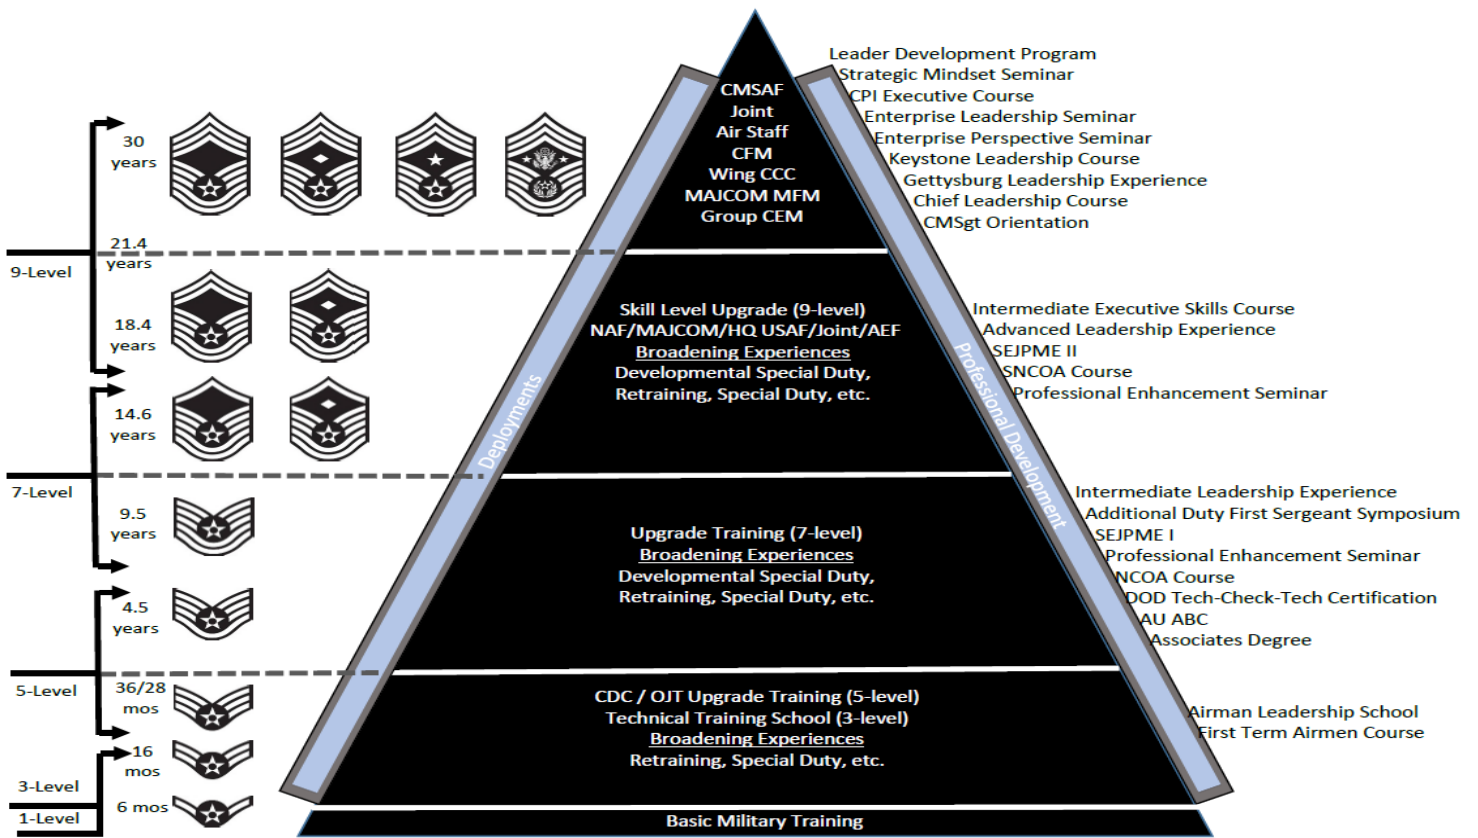 Leader Development Program
Strategic Mindset Seminar
CPI Executive Course
Enterprise Leadership Seminar
Enterprise Perspective Seminar
Keystone Leadership Course
Gettysburg Leadership Experience
Chief Leadership Course
CMSgt Orientation
CMSAF
Joint
Air Staff
CFM
Wing CCC
MAJCOM MFM
Group CEM
30
years
21.4
years
9-Level
18.4
years
Skill Level Upgrade (9-level)
NAF/MAJCOM/HQ USAF/Joint/AEF
Broadening Experiences
Developmental Special Duty,
Retraining, Special Duty, etc.
Intermediate Executive Skills Course
Advanced Leadership Experience
SEJPME II
SNCOA Course
Professional Enhancement Seminar
Deployments
Professional Development
14.6
years
7-Level
9.5
years
Upgrade Training (7-level)
Broadening Experiences
Developmental Special Duty,
Retraining, Special Duty, etc.
Intermediate Leadership Experience
Additional Duty First Sergeant Symposium
SEJPME I
Professional Enhancement Seminar
NCOA Course
DOD Tech-Check-Tech Certification
AU ABC
Associates Degree
4.5
years
5-Level
36/28
mos
CDC / OJT Upgrade Training (5-level)
Technical Training School (3-level)
Broadening Experiences
Retraining, Special Duty, etc.
Airman Leadership School
First Term Airmen Course
16
mos
3-Level
6 mos
1-Level
Basic Military Training